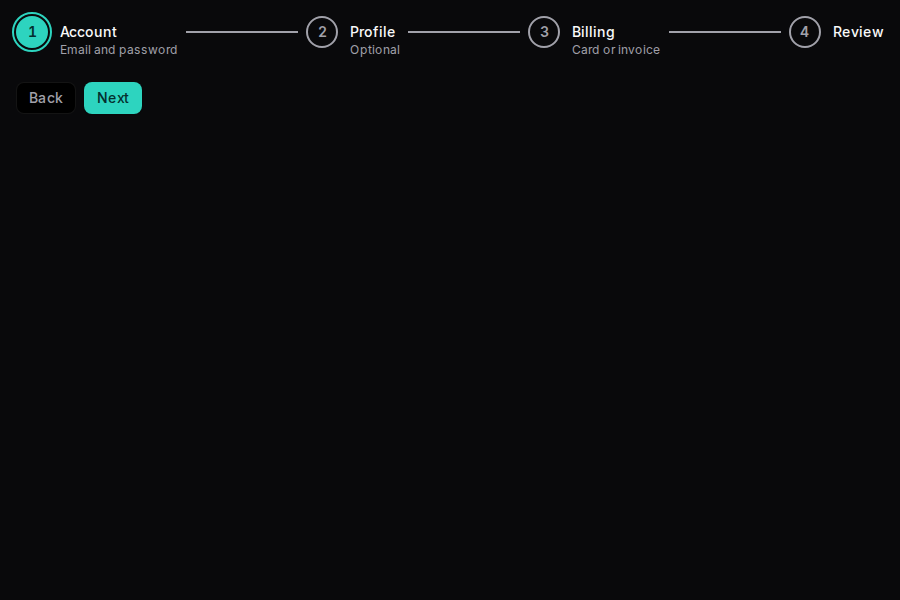 1 Account 2 Profile 3 Billing 4 Review
Email and password Optional Card or invoice
Back Next